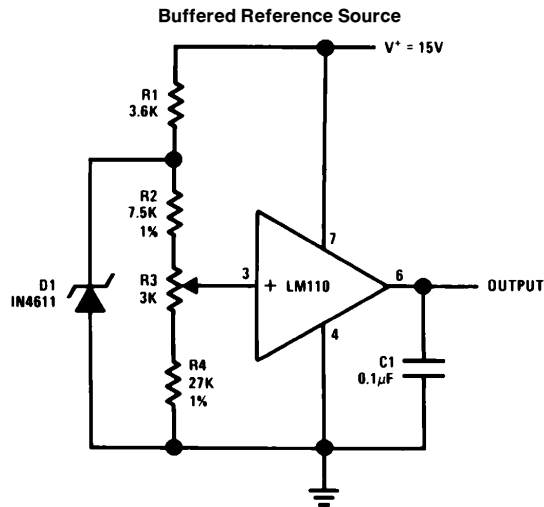 Buffered Reference Source
V+ = 15V
R1
3.6K
R2
7.5K
1%
7
D1
IN4611
R3
3K
3
+
LM110
6
OUTPUT
4
R4
27K
1%
C1
0.1μF